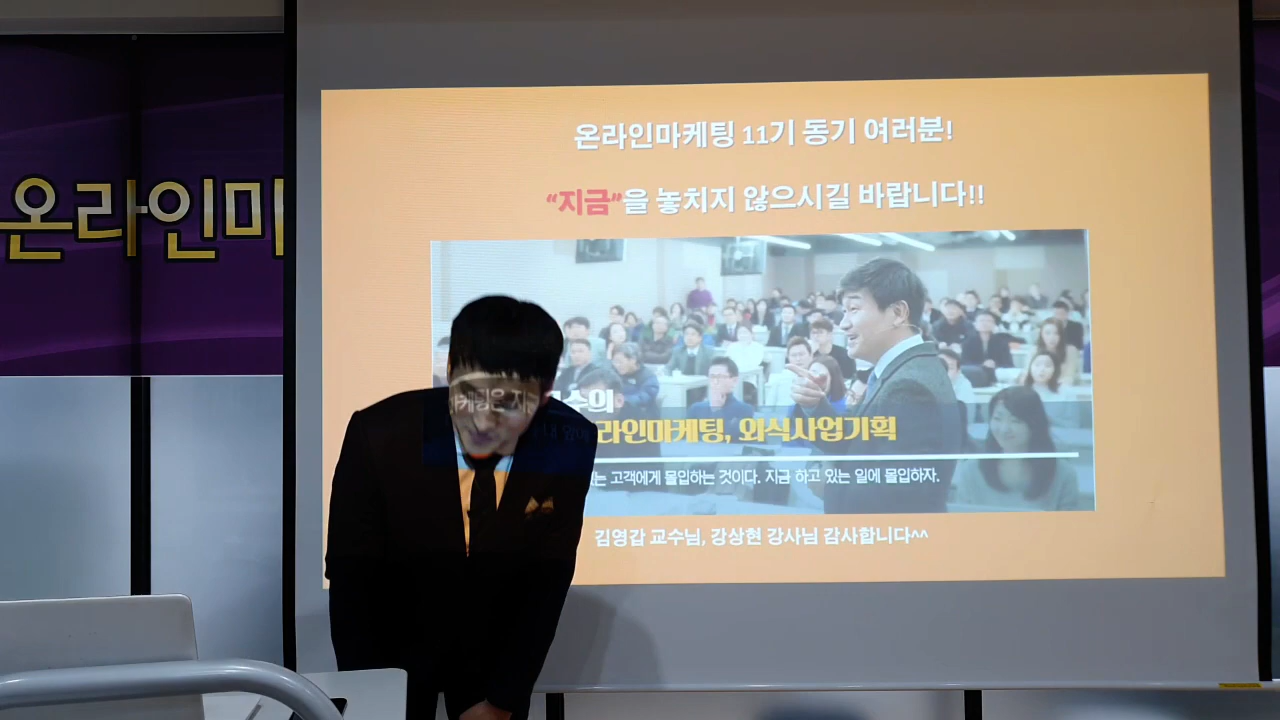 온라인마
온라인마케팅 11기 동기 여러분!
“지금”을 놓치지 않으시길 바랍니다!!
수의
라인마케팅, 외식사업기획
는 고객에게 몰입하는 것이다. 지금 하고 있는 일에 몰입하자.
김영갑 교수님, 강상현 강사님 감사합니다^^